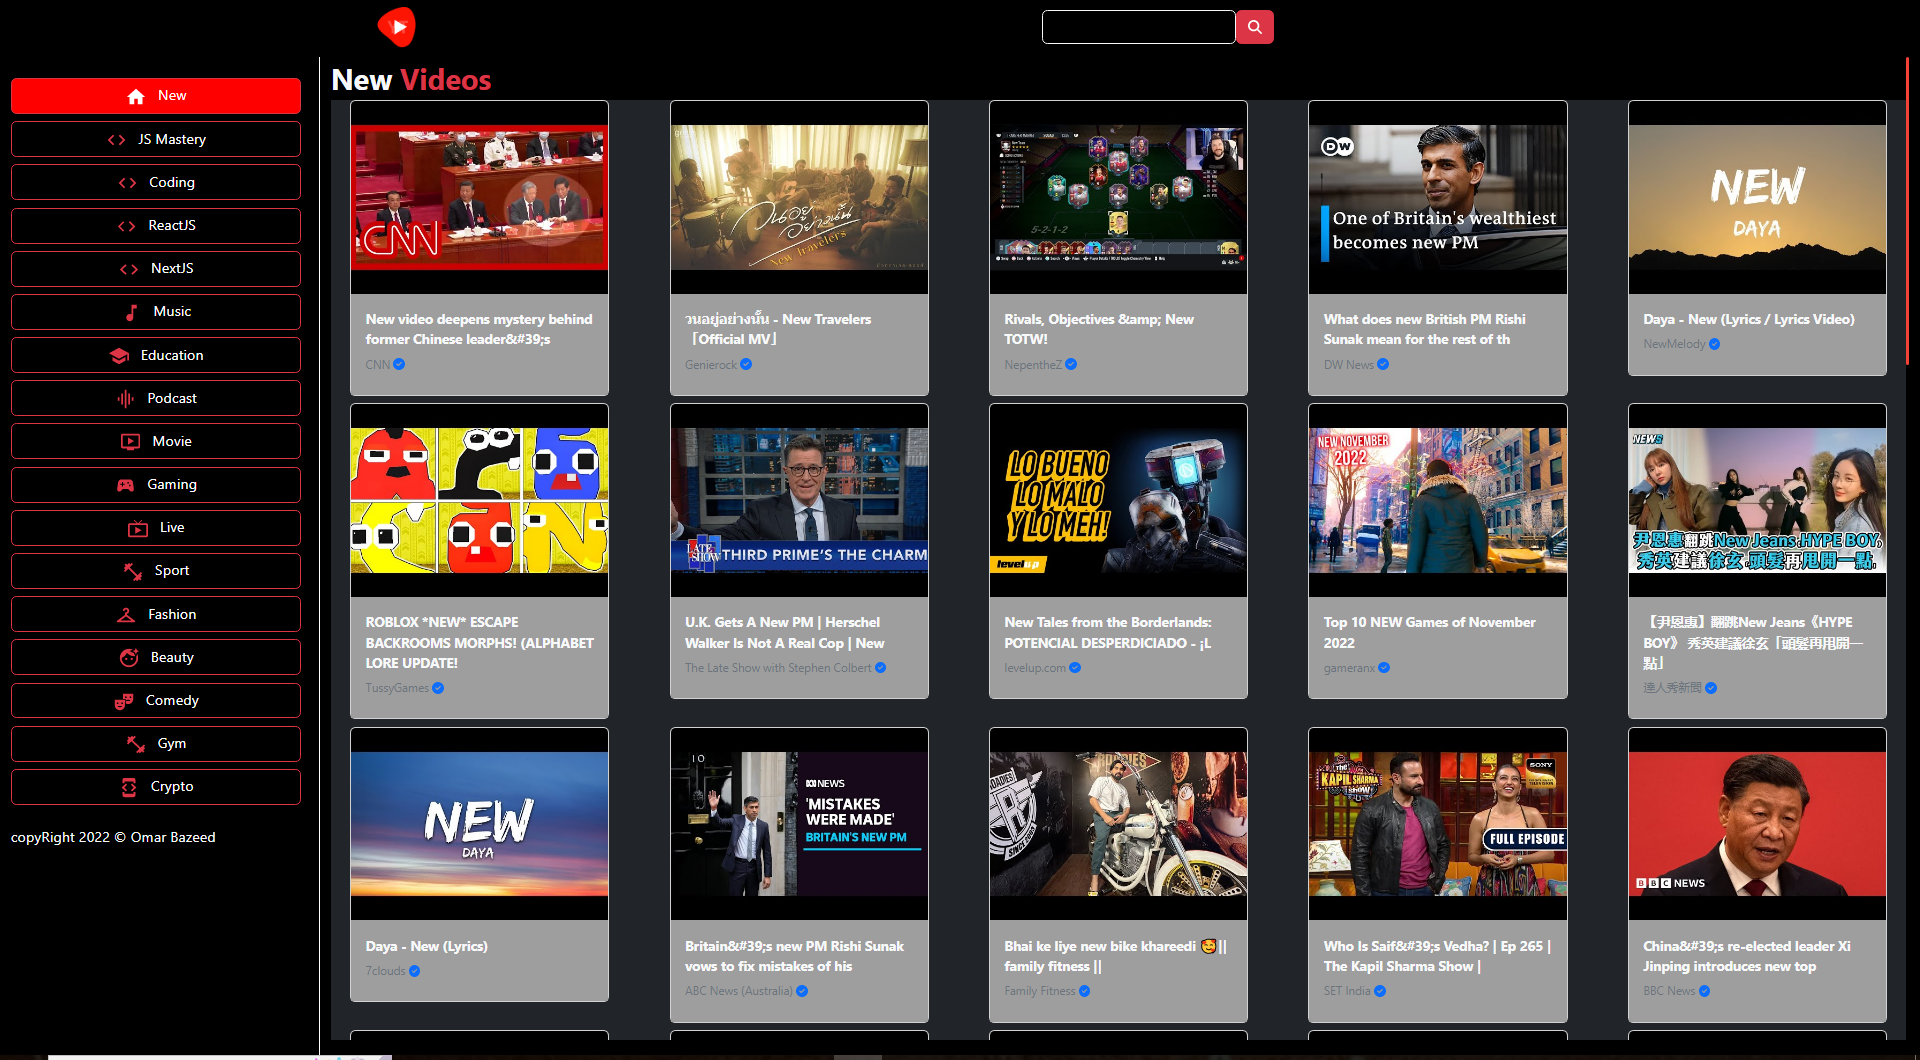 New Videos
New
JS Mastery
Coding
ReactJS
NextJS
Music
Education
Podcast
Movie
Gaming
Live
Sport
Fashion
Beauty
Comedy
Gym
Crypto
copyRight 2022 © Omar Bazeed
CNN
New video deepens mystery behind
former Chinese leader&#39;s
CNN
วนอยู่อย่างนั้น
New Travelers
วนอยู่อย่างนั้น - New Travelers
「Official MV」
Genierock
5-2-1-2
Rivals, Objectives &amp; New
TOTW!
NepentheZ
DW
One of Britain's wealthiest
becomes new PM
What does new British PM Rishi
Sunak mean for the rest of th
DW News
NEW
DAYA
Daya - New (Lyrics / Lyrics Video)
NewMelody
ROBLOX *NEW* ESCAPE
BACKROOMS MORPHS! (ALPHABET
LORE UPDATE!
TussyGames
LATE SHOW
THIRD PRIME'S THE CHARM
U.K. Gets A New PM | Herschel
Walker Is Not A Real Cop | New
The Late Show with Stephen Colbert
LO BUENO
LO MALO
Y LO MEH!
level up
New Tales from the Borderlands:
POTENCIAL DESPERDICIADO - ¡L
levelup.com
NEW NOVEMBER
2022
Top 10 NEW Games of November
2022
gameranx
NEWS
尹恩惠翻跳New Jeans HYPE BOY,
秀英建議徐玄,頭髮再甩開一點,
【尹恩惠】翻跳New Jeans《HYPE
BOY》 秀英建議徐玄「頭髮再甩開一
點」
達人秀新聞
NEW
DAYA
Daya - New (Lyrics)
7clouds
10
NEWS
'MISTAKES
WERE MADE'
BRITAIN'S NEW PM
Britain&#39;s new PM Rishi Sunak
vows to fix mistakes of his
ABC News (Australia)
ROADIES
Bhai ke liye new bike khareedi 🥰||
family fitness ||
Family Fitness
The
KAPIL SHARMA
Show
SONY
FULL EPISODE
Who Is Saif&#39;s Vedha? | Ep 265 |
The Kapil Sharma Show |
SET India
BBC NEWS
China&#39;s re-elected leader Xi
Jinping introduces new top
BBC News